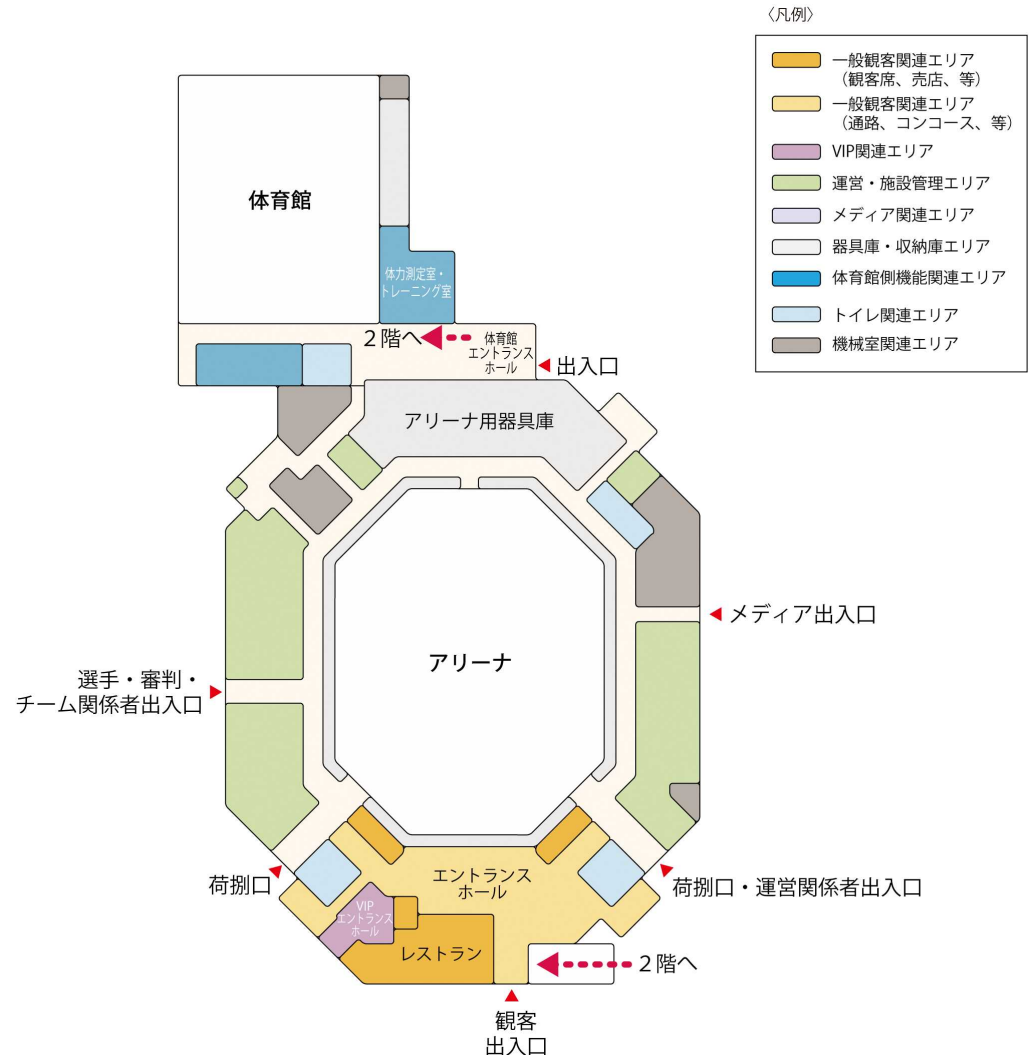 〈凡例〉
一般観客関連エリア
（観客席、売店、等）
一般観客関連エリア
（通路、コンコース、等）
VIP関連エリア
運営・施設管理エリア
メディア関連エリア
器具庫・収納庫エリア
体育館側機能関連エリア
トイレ関連エリア
機械室関連エリア
体育館
体力測定室・
トレーニング室
２階へ
体育館
エントランス
ホール
出入口
アリーナ用器具庫
メディア出入口
アリーナ
選手・審判・
チーム関係者出入口
荷捌口
エントランス
ホール
荷捌口・運営関係者出入口
VIP
エントランス
ホール
レストラン
２階へ
観客
出入口